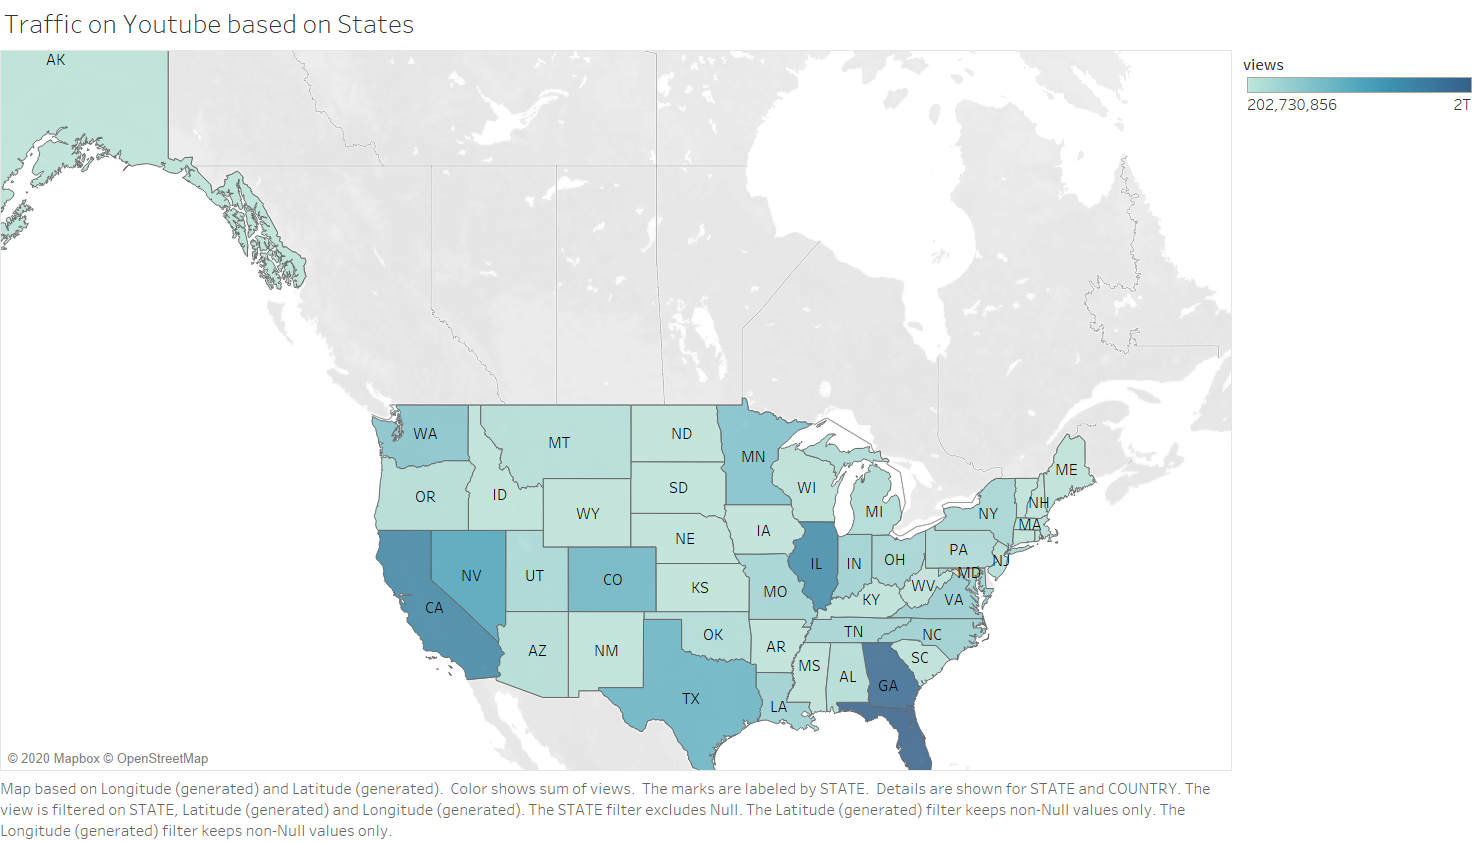 Traffic on Youtube based on States
views
202,730,856 2T
AK
WA
MT
ND
MN
ME
OR
ID
WY
SD
WI
MI
NY
NH
MA
NE
IA
PA
NJ
NV
UT
CO
KS
MO
IL
IN
OH
MD
WV
VA
CA
KY
AZ
NM
OK
AR
TN
NC
SC
MS
AL
GA
TX
LA
© 2020 Mapbox © OpenStreetMap
Map based on Longitude (generated) and Latitude (generated). Color shows sum of views. The marks are labeled by STATE. Details are shown for STATE and COUNTRY. The
view is filtered on STATE, Latitude (generated) and Longitude (generated). The STATE filter excludes Null. The Latitude (generated) filter keeps non-Null values only. The
Longitude (generated) filter keeps non-Null values only.